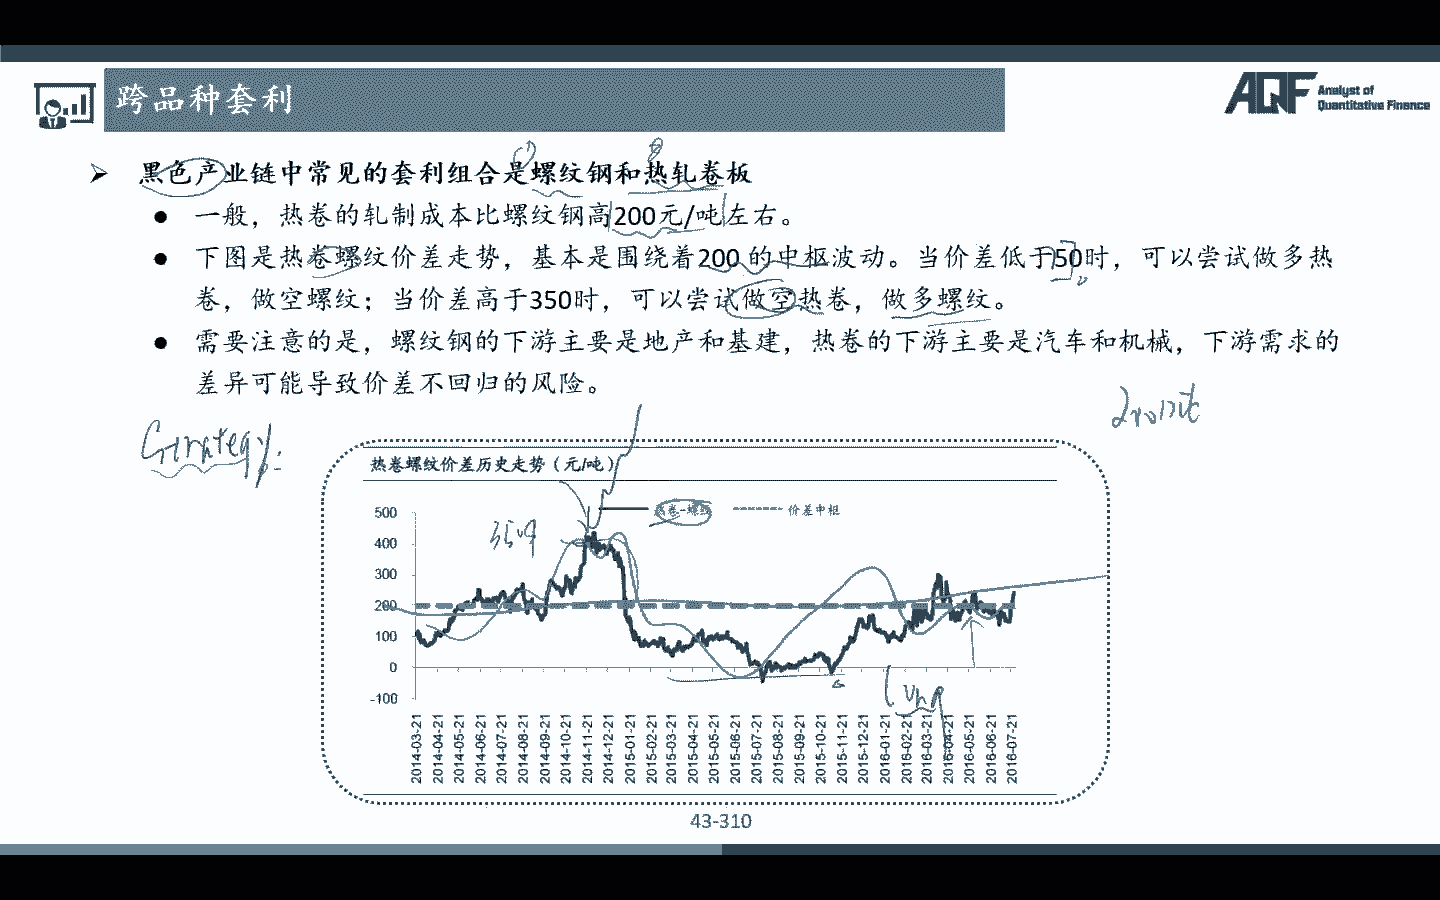 跨品种套利
AQF
Analyst of
Quantitative Finance
黑色产业链中常见的套利组合是螺纹钢和热轧卷板
一般，热卷的轧制成本比螺纹钢高200元/吨左右。
下图是热卷螺纹价差走势，基本是围绕着200 的中枢波动。当价差低于50时，可以尝试做多热
卷，做空螺纹；当价差高于350时，可以尝试做空热卷，做多螺纹。
需要注意的是，螺纹钢的下游主要是地产和基建，热卷的下游主要是汽车和机械，下游需求的
差异可能导致价差不回归的风险。
Strategy:
热卷螺纹价差历史走势（元/吨）
热卷-螺纹
价差中枢
500
400
300
200
100
0
-100
long
2014-03-21
2014-04-21
2014-05-21
2014-06-21
2014-07-21
2014-08-21
2014-09-21
2014-10-21
2014-11-21
2014-12-21
2015-01-21
2015-02-21
2015-03-21
2015-04-21
2015-05-21
2015-06-21
2015-07-21
2015-08-21
2015-09-21
2015-10-21
2015-11-21
2015-12-21
2016-01-21
2016-02-21
2016-03-21
2016-04-21
2016-05-21
2016-06-21
2016-07-21
43-310